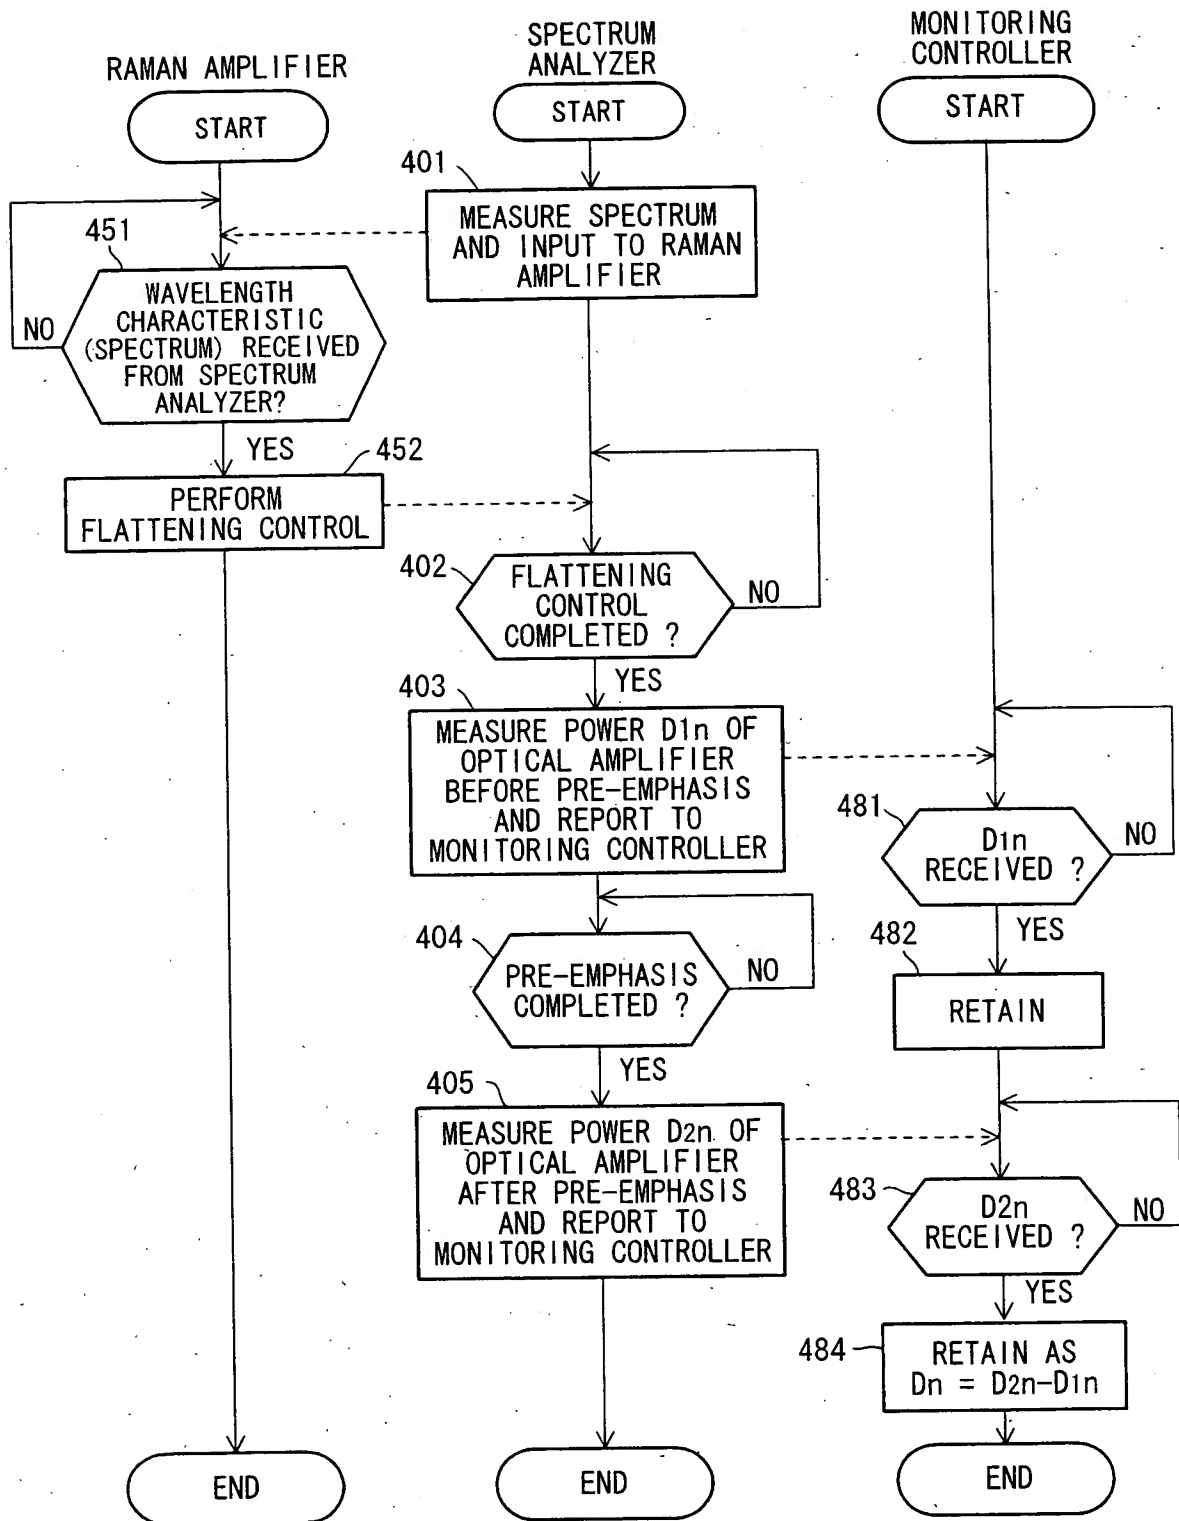 RAMAN AMPLIFIER
START
451
WAVELENGTH
CHARACTERISTIC
(SPECTRUM) RECEIVED
FROM SPECTRUM
ANALYZER?
NO
YES
452
PERFORM
FLATTENING CONTROL
END
SPECTRUM
ANALYZER
START
401
MEASURE SPECTRUM
AND INPUT TO RAMAN
AMPLIFIER
402
FLATTENING
CONTROL
COMPLETED ?
NO
YES
403
MEASURE POWER D1n OF
OPTICAL AMPLIFIER
BEFORE PRE-EMPHASIS
AND REPORT TO
MONITORING CONTROLLER
404
PRE-EMPHASIS
COMPLETED ?
NO
YES
405
MEASURE POWER D2n OF
OPTICAL AMPLIFIER
AFTER PRE-EMPHASIS
AND REPORT TO
MONITORING CONTROLLER
END
MONITORING
CONTROLLER
START
481
D1n
RECEIVED ?
NO
YES
482
RETAIN
483
D2n
RECEIVED ?
NO
YES
484
RETAIN AS
Dn = D2n-D1n
END